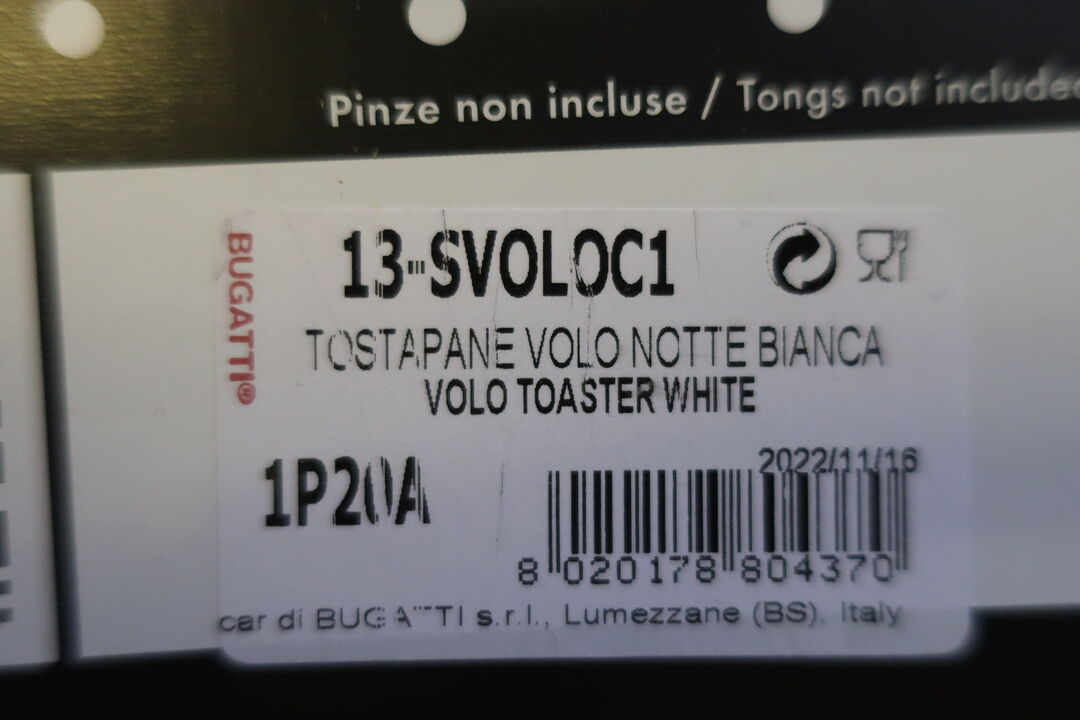 Pinze non incluse / Tongs not included
BUGATTI®
13-SVOLOC1
TOSTAPANE VOLO NOTTE BIANCA
VOLO TOASTER WHITE
1P20A
2022/11/16
8 020178 804370
car di BUGATTI s.r.l., Lumezzane (BS). Italy